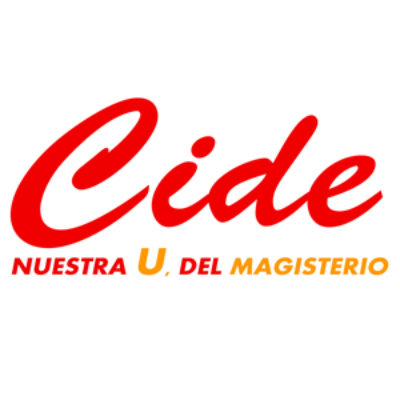 Cide
NUESTRA U, DEL MAGISTERIO